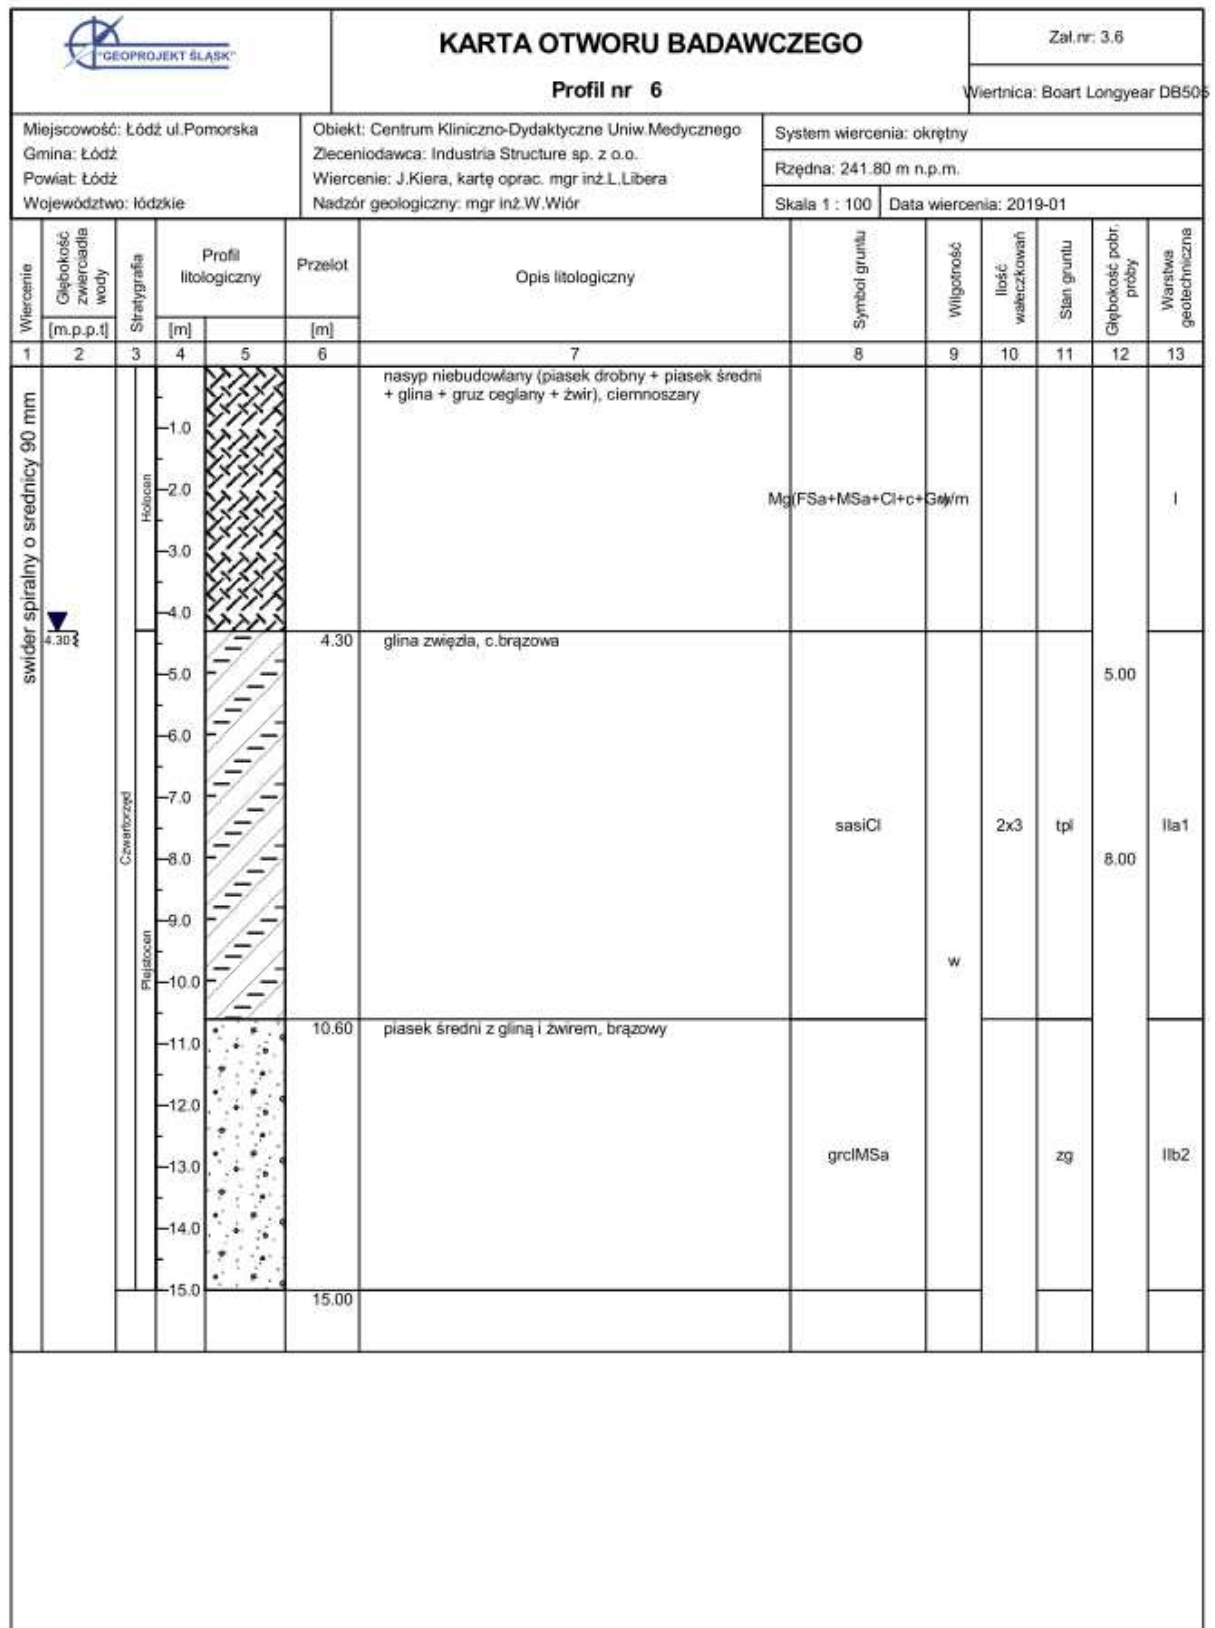 "GEOPROJEKT ŚLĄSK"
KARTA OTWORU BADAWCZEGO
Profil nr 6
Zał.nr: 3.6
Wiertnica: Boart Longyear DB505
Miejscowość: Łódź ul.Pomorska
Gmina: Łódź
Powiat: Łódź
Województwo: łódzkie
Obiekt: Centrum Kliniczno-Dydaktyczne Uniw.Medycznego
Zleceniodawca: Industria Structure sp. z o.o.
Wiercenie: J.Kiera, kartę oprac. mgr inż.L.Libera
Nadzór geologiczny: mgr inż.W.Wiór
System wiercenia: okrętny
Rzędna: 241.80 m n.p.m.
Skala 1 : 100
Data wiercenia: 2019-01
Wiercenie
Głębokość
zwierciadła
wody
[m.p.p.t]
Stratygrafia
Profil
litologiczny
[m]
Przelot
[m]
Opis litologiczny
Symbol gruntu
Wilgotność
Ilość
wałeczkowań
Stan gruntu
Głębokość pobr.
próby
Warstwa
geotechniczna
1 2 3 4 5 6 7 8 9 10 11 12 13
swider spiralny o srednicy 90 mm
4.30
Holocen
Czwartorzęd
Plejstocen
1.0
2.0
3.0
4.0
5.0
6.0
7.0
8.0
9.0
10.0
11.0
12.0
13.0
14.0
15.0
nasyp niebudowlany (piasek drobny + piasek średni
+ glina + gruz ceglany + żwir), ciemnoszary
Mg(FSa+MSa+Cl+c+Gr)
w/m
I
4.30
glina zwięzła, c.brązowa
5.00
sasiCl
2x3
tpl
8.00
IIa1
w
10.60
piasek średni z gliną i żwirem, brązowy
grclMSa
zg
IIb2
15.00